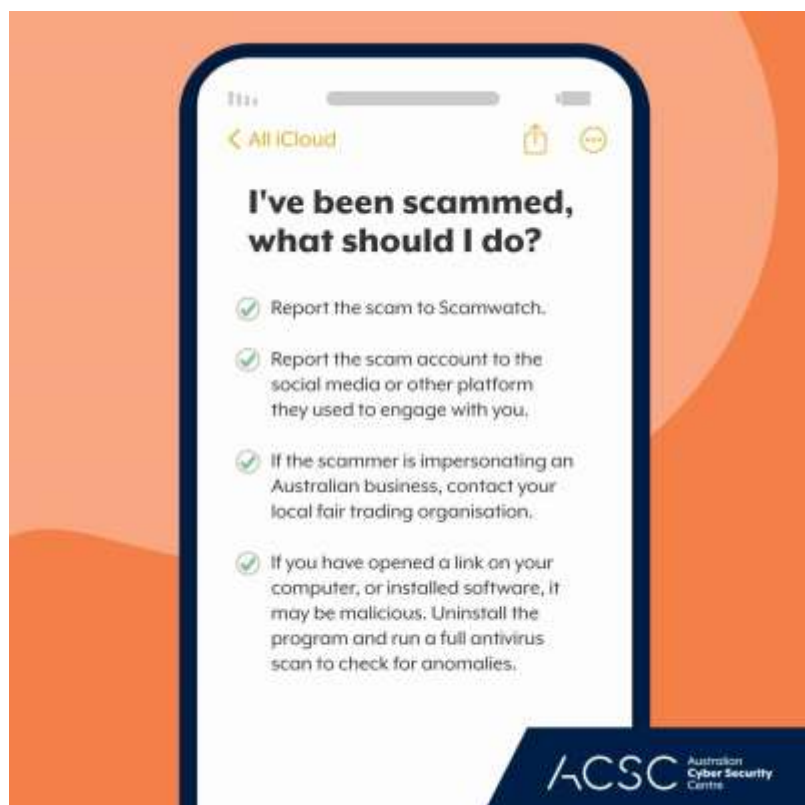 All iCloud
I've been scammed,
what should I do?
Report the scam to Scamwatch.
Report the scam account to the
social media or other platform
they used to engage with you.
If the scammer is impersonating an
Australian business, contact your
local fair trading organisation.
If you have opened a link on your
computer, or installed software, it
may be malicious. Uninstall the
program and run a full antivirus
scan to check for anomalies.
ACSC
Australian
Cyber Security
Centre